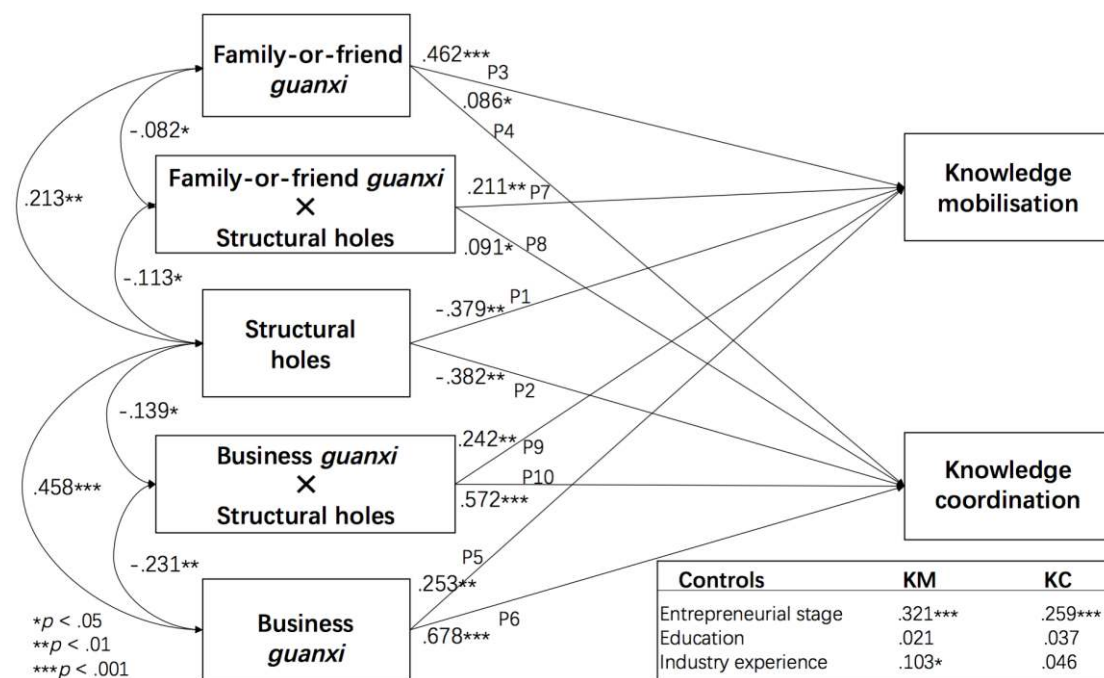 Family-or-friend
guanxi
.462***
P3
.086*
P4
-.082*
.213**
Family-or-friend guanxi
×
Structural holes
.211**
P7
.091*
P8
Knowledge
mobilisation
-.113*
Structural
holes
P1
-.379**
-.382**
P2
-.139*
Business guanxi
×
Structural holes
.242**
P9
P10
.572***
Knowledge
coordination
.458***
-.231**
P5
.253**
Business
guanxi
.678***
P6
*p < .05
**p < .01
***p < .001
Controls KM KC
Entrepreneurial stage .321*** .259***
Education .021 .037
Industry experience .103* .046